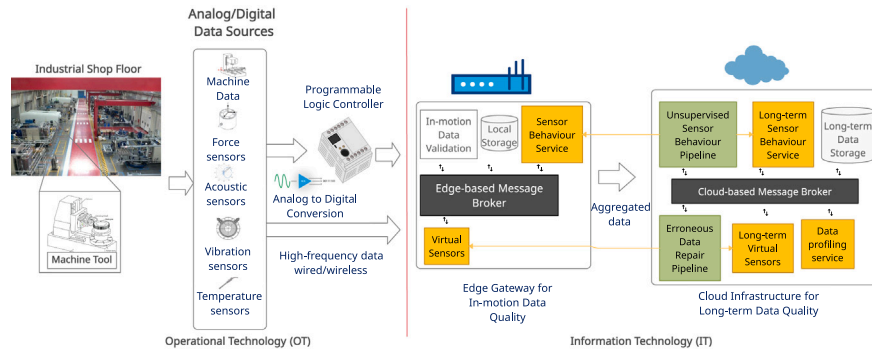 Analog/Digital
Data Sources
Industrial Shop Floor
Machine Tool
Machine
Data
Force
sensors
Acoustic
sensors
Vibration
sensors
Temperature
sensors
Programmable
Logic Controller
Analog to Digital
Conversion
High-frequency data
wired/wireless
Operational Technology (OT)
In-motion
Data
Validation
Local
Storage
Sensor
Behaviour
Service
Edge-based Message
Broker
Virtual
Sensors
Edge Gateway for
In-motion Data
Quality
Aggregated
data
Unsupervised
Sensor
Behaviour
Pipeline
Long-term
Sensor
Behaviour
Service
Long-term
Data
Storage
Cloud-based Message Broker
Erroneous
Data
Repair
Pipeline
Long-term
Virtual
Sensors
Data
profiling
service
Cloud Infrastructure for
Long-term Data Quality
Information Technology (IT)